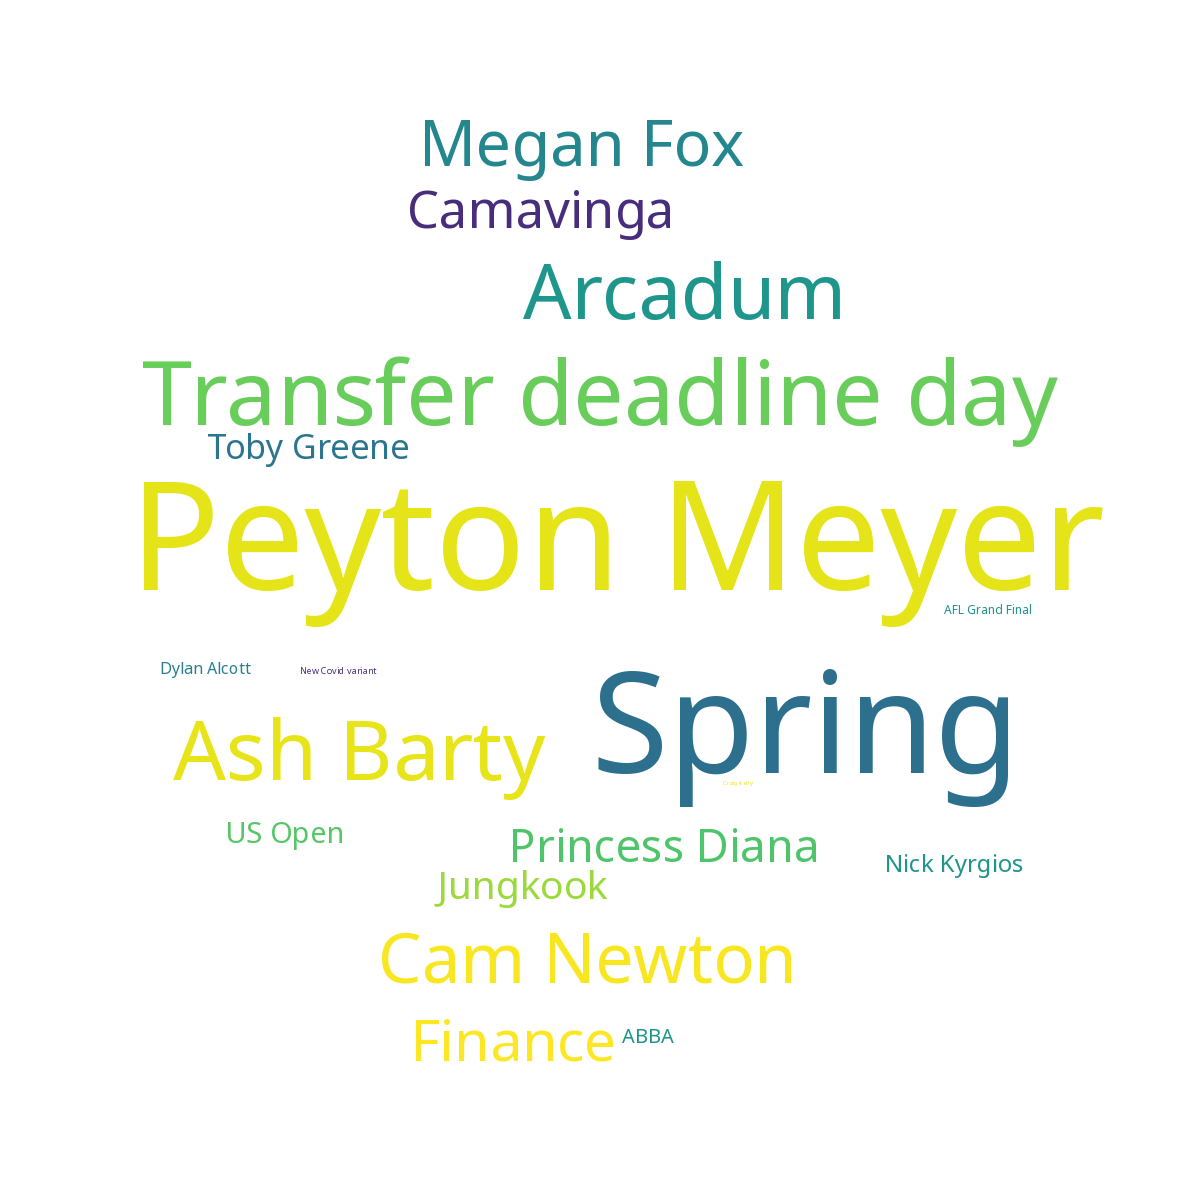 Megan Fox
Camavinga
Arcadum
Transfer deadline day
Toby Greene
Peyton Meyer
AFL Grand Final
Dylan Alcott
New Covid variant
Spring
Ash Barty
US Open
Princess Diana
Nick Kyrgios
Jungkook
Cam Newton
Finance
ABBA